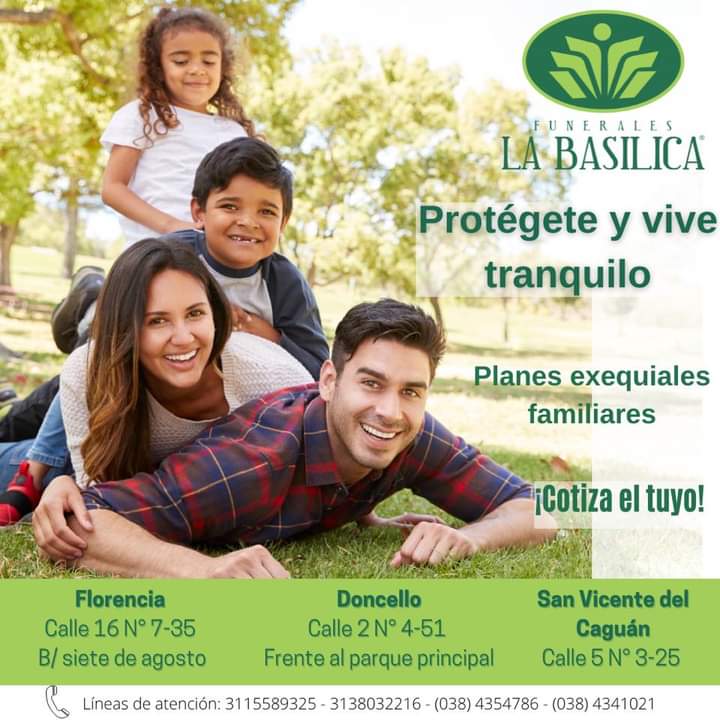 FUNERALES
LA BASILICA®
Protégete y vive
tranquilo
Planes exequiales
familiares
¡Cotiza el tuyo!
Florencia
Calle 16 N° 7-35
B/ siete de agosto
Doncello
Calle 2 N° 4-51
Frente al parque principal
San Vicente del
Caguán
Calle 5 N° 3-25
Líneas de atención: 3115589325 - 3138032216 - (038) 4354786 - (038) 4341021